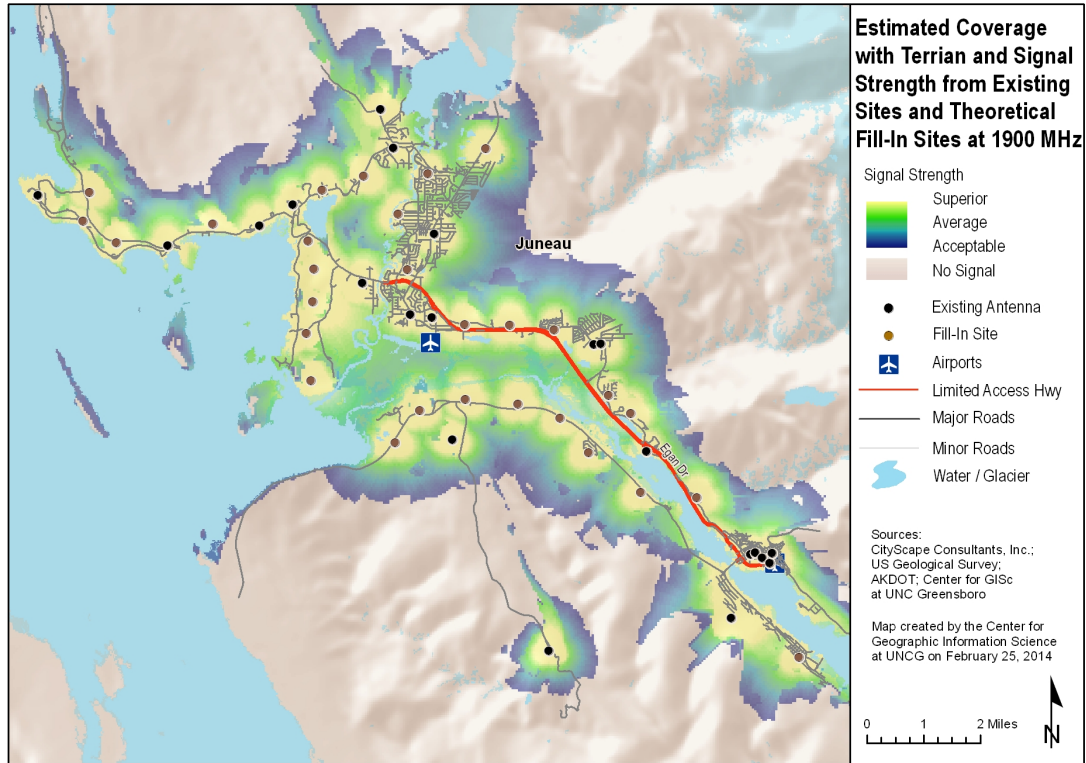 Estimated Coverage
with Terrian and Signal
Strength from Existing
Sites and Theoretical
Fill-In Sites at 1900 MHz
Signal Strength
Superior
Average
Acceptable
No Signal
Existing Antenna
Fill-In Site
Airports
Limited Access Hwy
Major Roads
Minor Roads
Water / Glacier
Sources:
CityScape Consultants, Inc.;
US Geological Survey;
AKDOT; Center for GISc
at UNC Greensboro
Map created by the Center for
Geographic Information Science
at UNCG on February 25, 2014
0 1 2 Miles
N
Juneau
Egan Dr